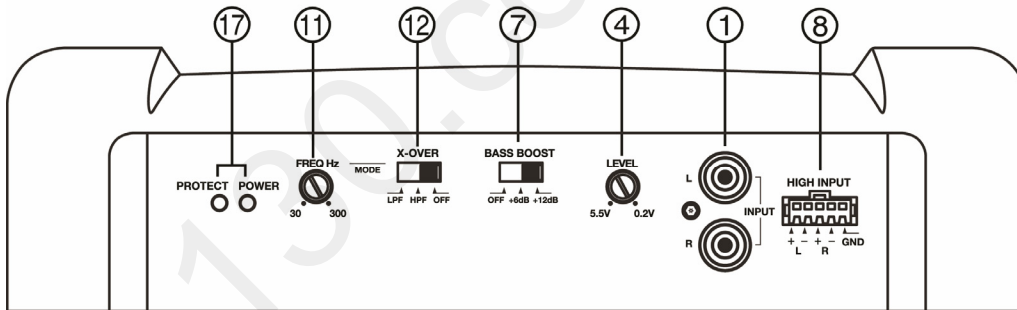 17 11 12 7 4 1 8
FREQ Hz
30 300
PROTECT POWER
MODE
X-OVER
LPF HPF OFF
BASS BOOST
OFF +6dB +12dB
LEVEL
5.5V 0.2V
L
INPUT
R
HIGH INPUT
+ - + - GND
L R
130.c